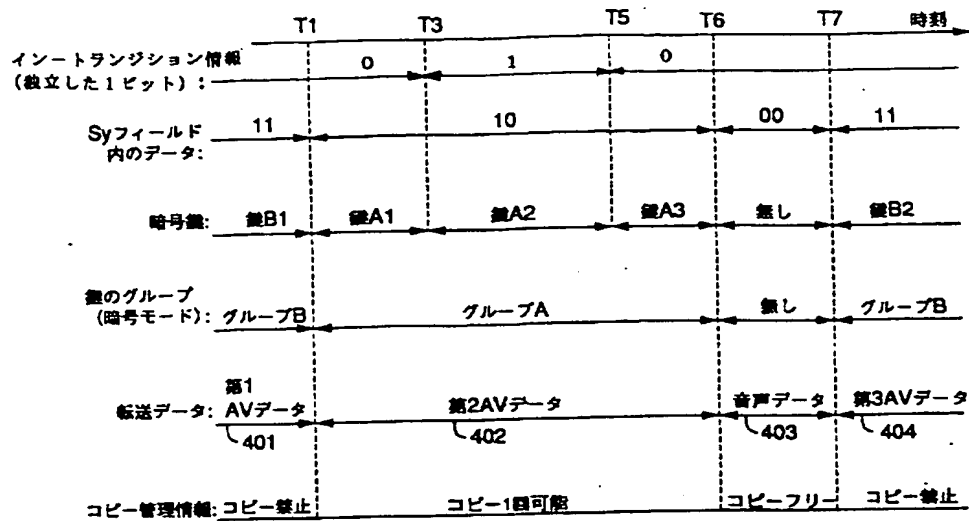 T1 T3 T5 T6 T7 時刻
イントランジション情報
(独立した1ビット):
0 1 0
Syフィールド
内のデータ:
11 10 00 11
暗号鍵: 鍵B1 鍵A1 鍵A2 鍵A3 無し 鍵B2
鍵のグループ
(暗号モード): グループB グループA 無し グループB
転送データ: 第1
AVデータ 第2AVデータ 音声データ 第3AVデータ
401 402 403 404
コピー管理情報: コピー禁止 コピー1回可能 コピーフリー コピー禁止